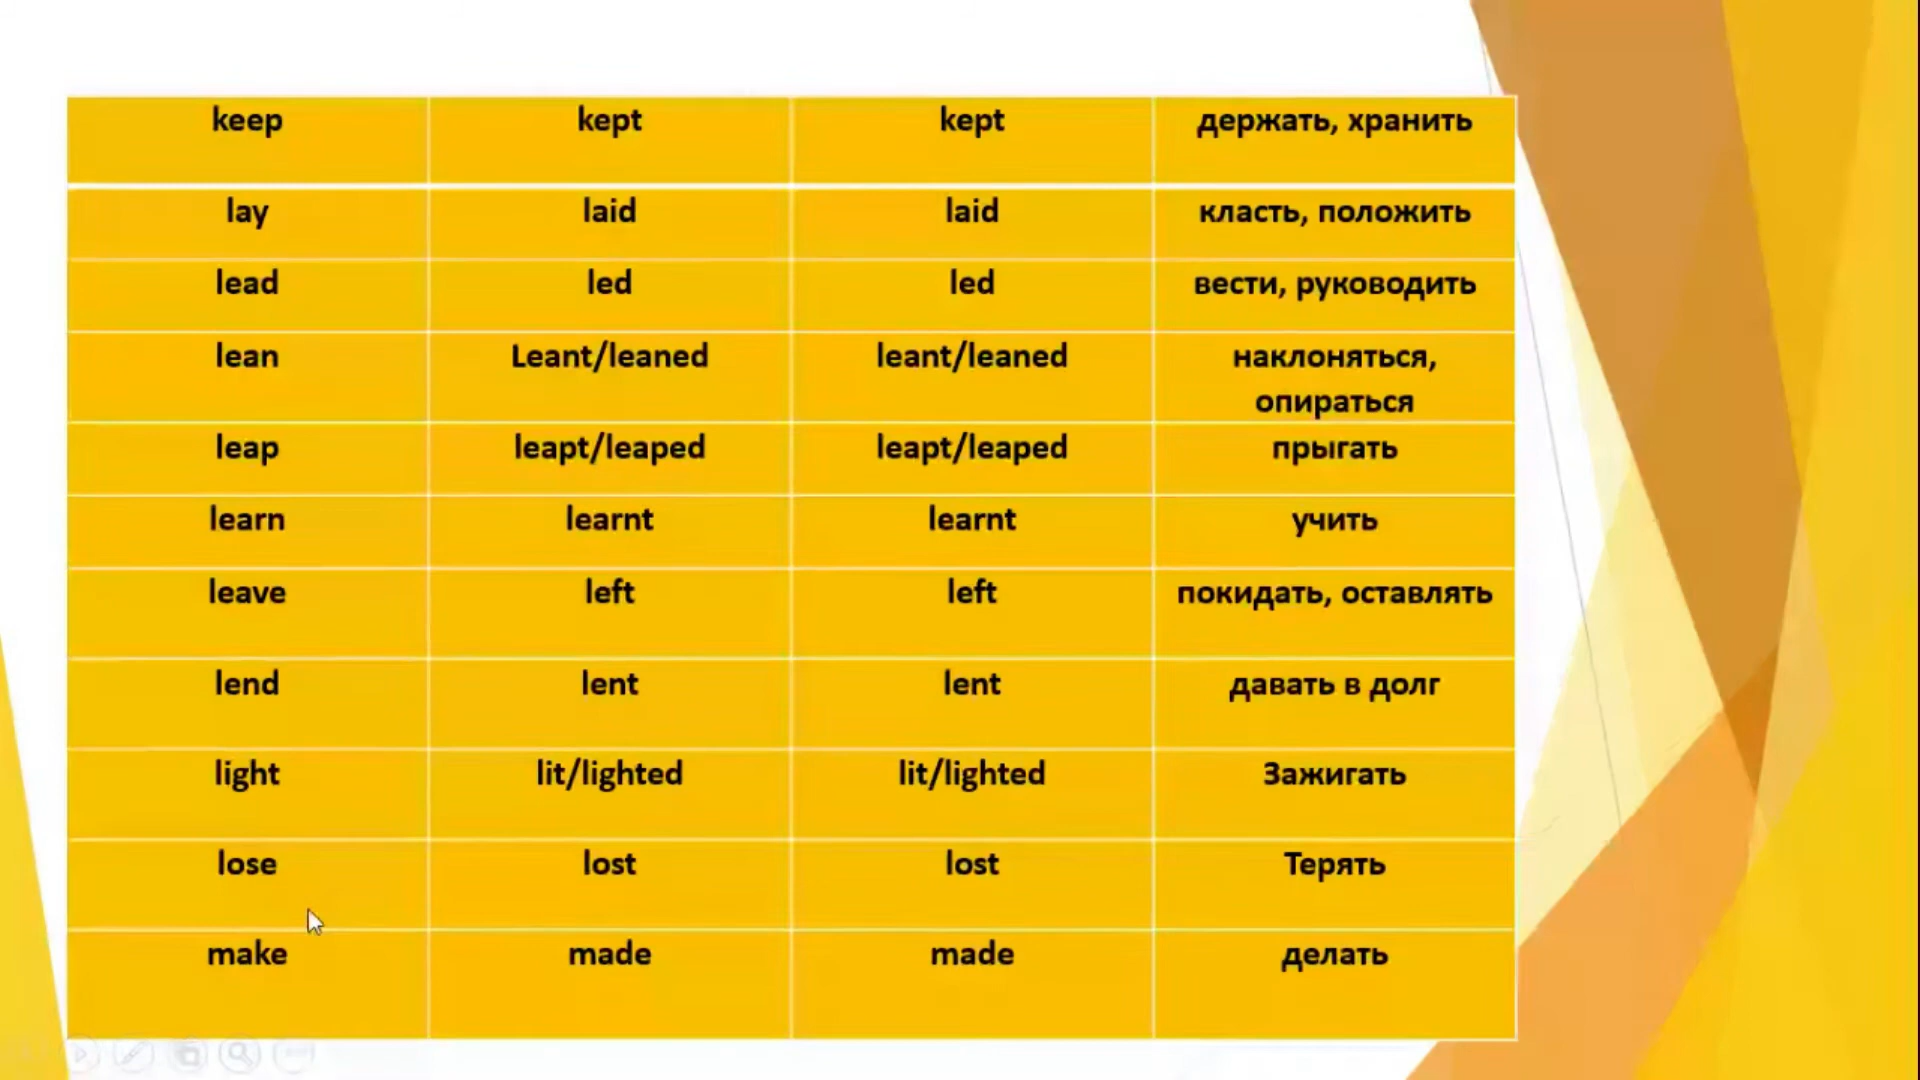 keep kept kept держать, хранить
lay laid laid класть, положить
lead led led вести, руководить
lean Leant/leaned leant/leaned наклоняться,
опираться
leap leapt/leaped leapt/leaped прыгать
learn learnt learnt учить
leave left left покидать, оставлять
lend lent lent давать в долг
light lit/lighted lit/lighted Зажигать
lose lost lost Терять
make made made делать